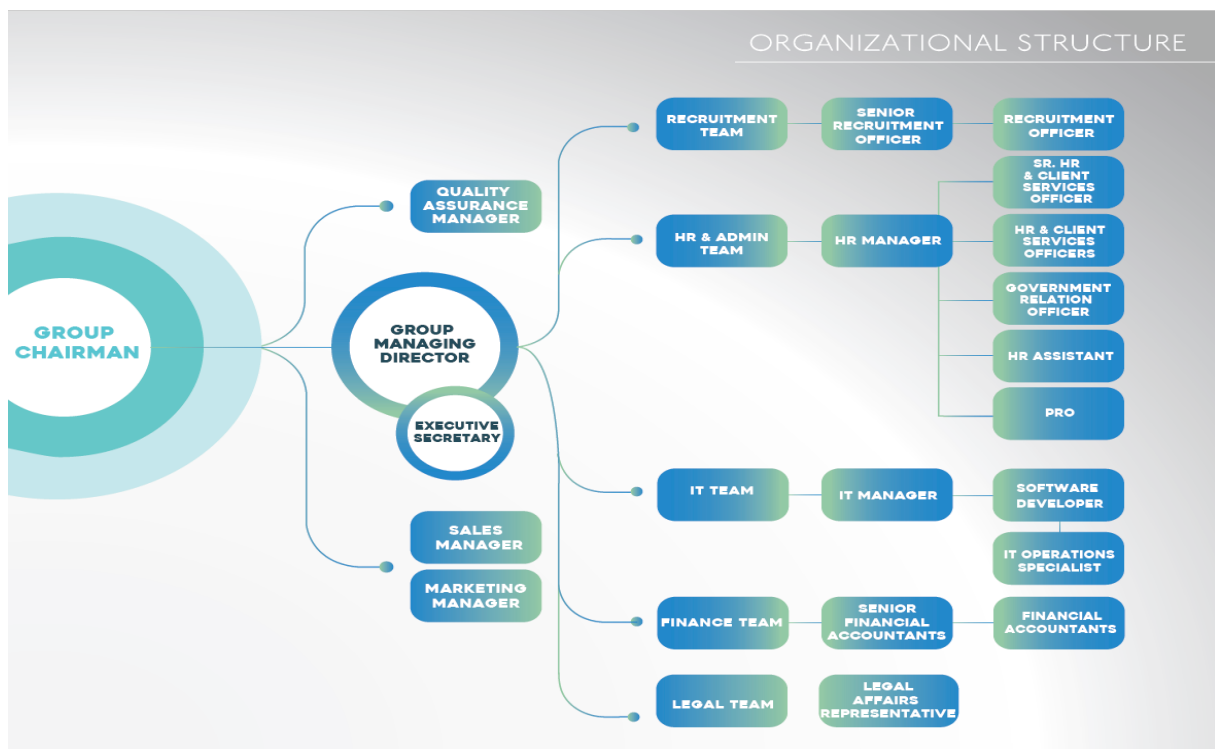 ORGANIZATIONAL STRUCTURE
GROUP
CHAIRMAN
QUALITY
ASSURANCE
MANAGER
GROUP
MANAGING
DIRECTOR
EXECUTIVE
SECRETARY
SALES
MANAGER
MARKETING
MANAGER
RECRUITMENT
TEAM
SENIOR
RECRUITMENT
OFFICER
RECRUITMENT
OFFICER
HR & ADMIN
TEAM
HR MANAGER
SR. HR
& CLIENT
SERVICES
OFFICER
HR & CLIENT
SERVICES
OFFICERS
GOVERNMENT
RELATION
OFFICER
HR ASSISTANT
PRO
IT TEAM
IT MANAGER
SOFTWARE
DEVELOPER
IT OPERATIONS
SPECIALIST
FINANCE TEAM
SENIOR
FINANCIAL
ACCOUNTANTS
FINANCIAL
ACCOUNTANTS
LEGAL TEAM
LEGAL
AFFAIRS
REPRESENTATIVE